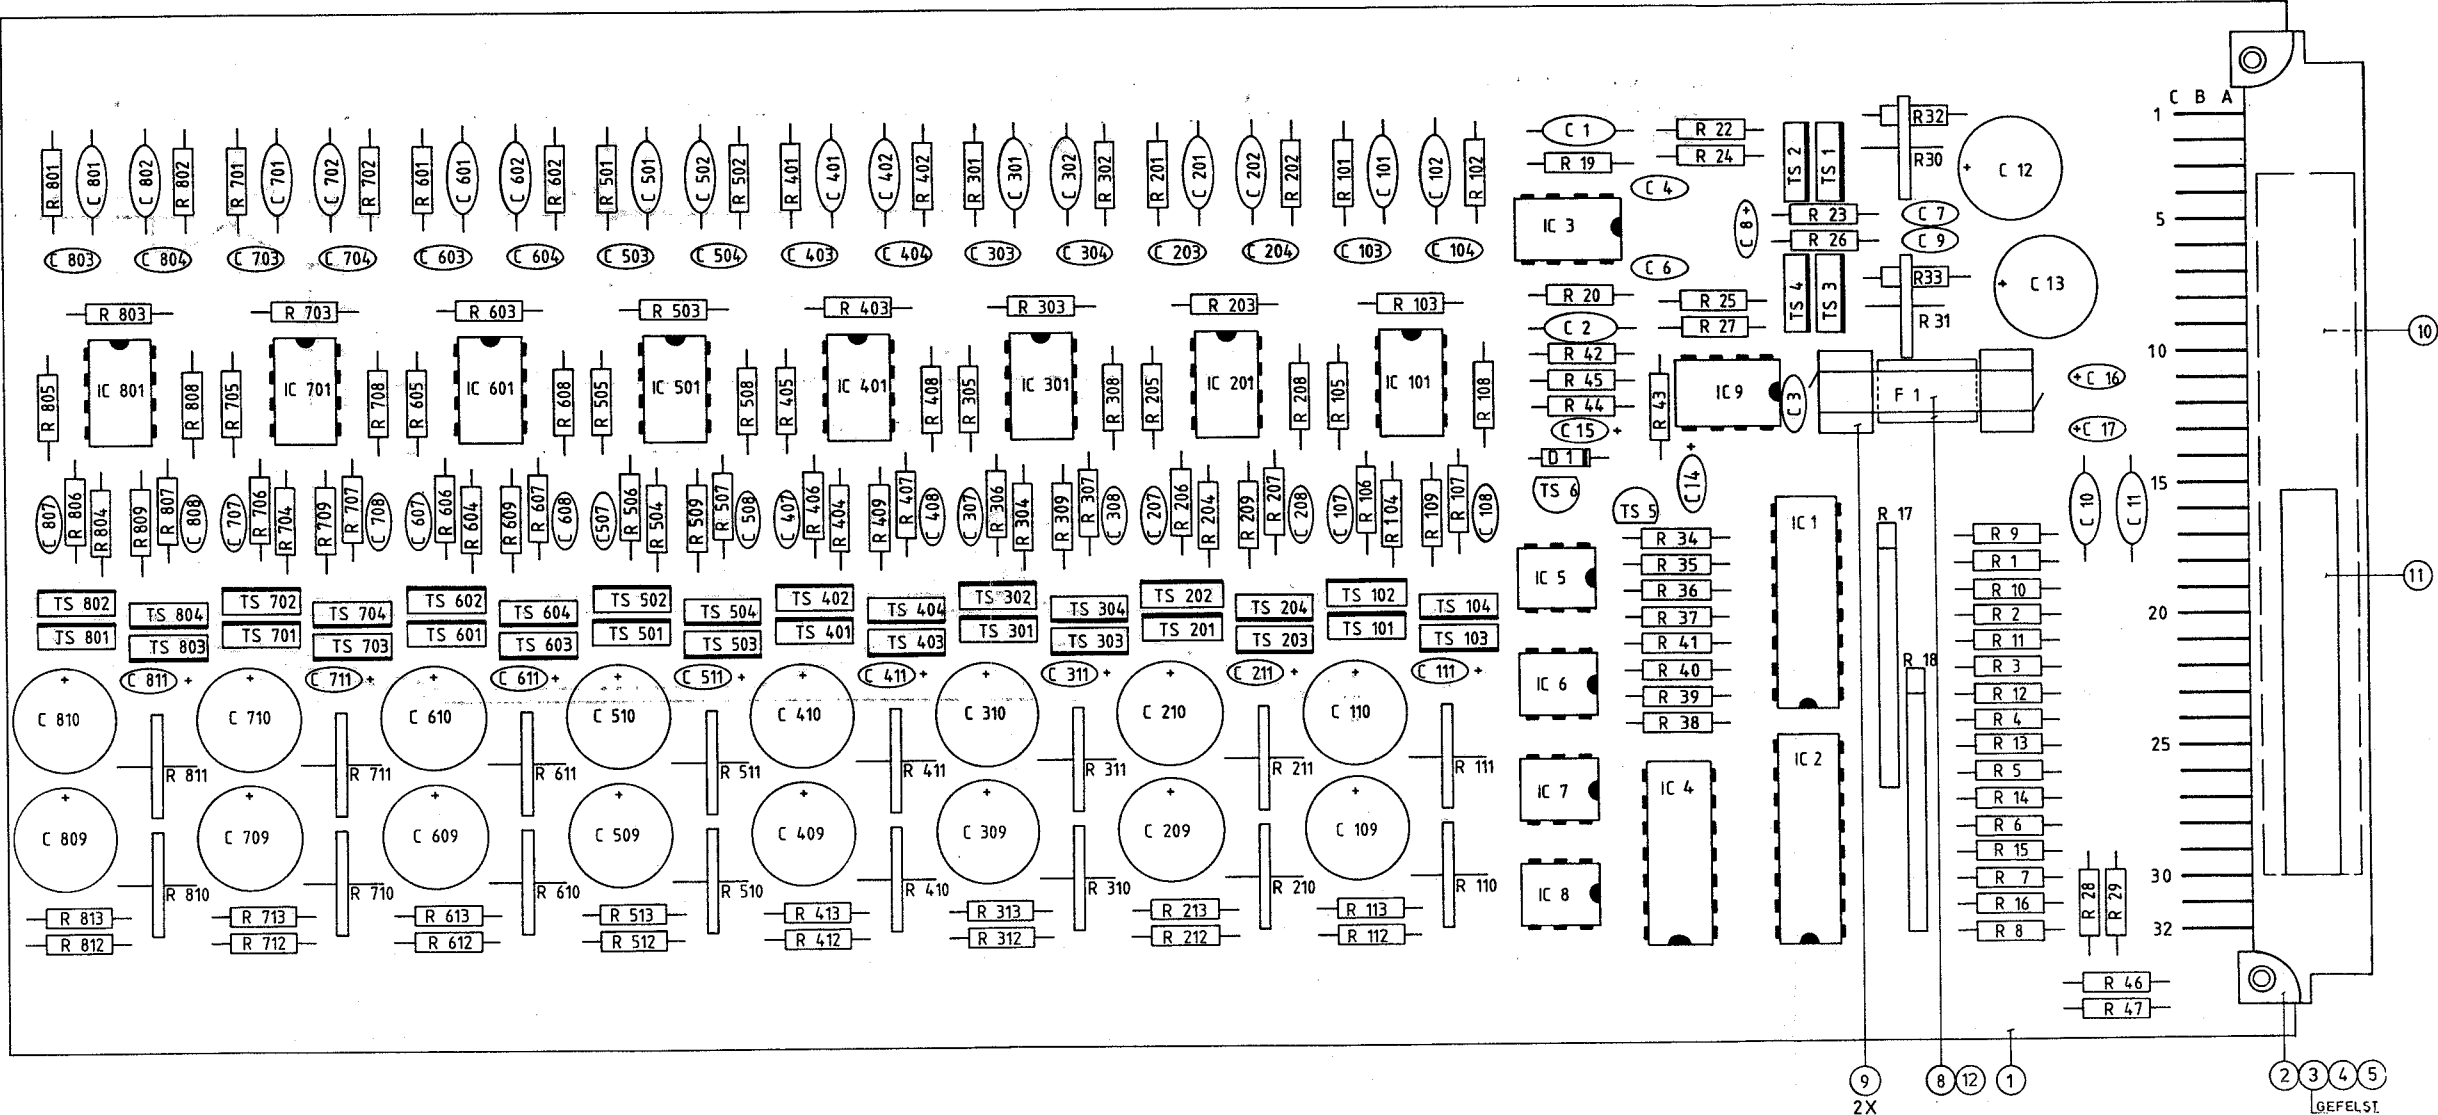 C B A
1
5
10
15
20
25
30
32
R 801
C 801
C 802
R 802
R 701
C 701
C 702
R 702
R 601
C 601
C 602
R 602
R 501
C 501
C 502
R 502
R 401
C 401
C 402
R 402
R 301
C 301
C 302
R 302
R 201
C 201
C 202
R 202
R 101
C 101
C 102
R 102
C 803
C 804
C 703
C 704
C 603
C 604
C 503
C 504
C 403
C 404
C 303
C 304
C 203
C 204
C 103
C 104
R 803
R 703
R 603
R 503
R 403
R 303
R 203
R 103
R 805
IC 801
R 808
R 705
IC 701
R 708
R 605
IC 601
R 608
R 505
IC 501
R 508
R 405
IC 401
R 408
R 305
IC 301
R 308
R 205
IC 201
R 208
R 105
IC 101
R 108
C 807
R 806
R 804
R 809
R 807
C 808
C 707
R 706
R 704
R 709
R 707
C 708
C 607
R 606
R 604
R 609
R 607
C 608
C507
R 506
R 504
R 509
R 507
C 508
C 407
R 406
R 404
R 409
R 407
C 408
C 307
R 306
R 304
R 309
R 307
C 308
C 207
R 206
R 204
R 209
R 207
C 208
C 107
R 106
R 104
R 109
R 107
C 108
TS 802
TS 804
TS 702
TS 704
TS 602
TS 604
TS 502
TS 504
TS 402
TS 404
TS 302
TS 304
TS 202
TS 204
TS 102
TS 104
TS 801
TS 803
TS 701
TS 703
TS 601
TS 603
TS 501
TS 503
TS 401
TS 403
TS 301
TS 303
TS 201
TS 203
TS 101
TS 103
C 811 +
C 711 +
C 611 +
C 511 +
C 411 +
C 311 +
C 211 +
C 111 +
+
C 810
+
C 710
+
C 610
+
C 510
+
C 410
+
C 310
+
C 210
+
C 110
R 811
R 711
R 611
R 511
R 411
R 311
R 211
R 111
+
C 809
+
C 709
+
C 609
+
C 509
+
C 409
+
C 309
+
C 209
+
C 109
R 810
R 710
R 610
R 510
R 410
R 310
R 210
R 110
R 813
R 713
R 613
R 513
R 413
R 313
R 213
R 113
R 812
R 712
R 612
R 512
R 412
R 312
R 212
R 112
C 1
R 19
R 22
R 24
C 4
IC 3
C 6
C 8 +
TS 2
TS 1
R 23
R 26
TS 4
TS 3
R32
R30
C 7
C 9
R33
R31
+ C 12
+ C 13
R 20
C 2
R 42
R 45
R 44
C 15 +
D 1
R 25
R 27
R 43
IC 9
C 3
F 1
+C 16
+C 17
TS 6
TS 5
+
C 14
C 10
C 11
IC 5
IC 6
IC 7
IC 8
R 34
R 35
R 36
R 37
R 41
R 40
R 39
R 38
IC 4
IC 1
IC 2
R 17
R 18
R 9
R 1
R 10
R 2
R 11
R 3
R 12
R 4
R 13
R 5
R 14
R 6
R 15
R 7
R 16
R 8
R 28
R 29
R 46
R 47
10
11
9
2X
8 12
1
2 3 4 5
GEFELST.